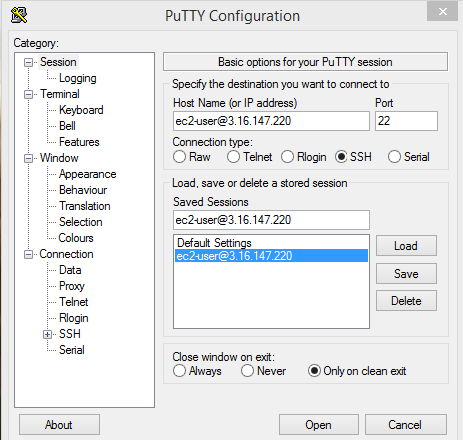 PuTTY Configuration
Category:
Session
Logging
Terminal
Keyboard
Bell
Features
Window
Appearance
Behaviour
Translation
Selection
Colours
Connection
Data
Proxy
Telnet
Rlogin
SSH
Serial
Basic options for your PuTTY session
Specify the destination you want to connect to
Host Name (or IP address) Port
ec2-user@3.16.147.220 22
Connection type:
Raw Telnet Rlogin SSH Serial
Load, save or delete a stored session
Saved Sessions
ec2-user@3.16.147.220
Default Settings
ec2-user@3.16.147.220
Load
Save
Delete
Close window on exit:
Always Never Only on clean exit
About Open Cancel